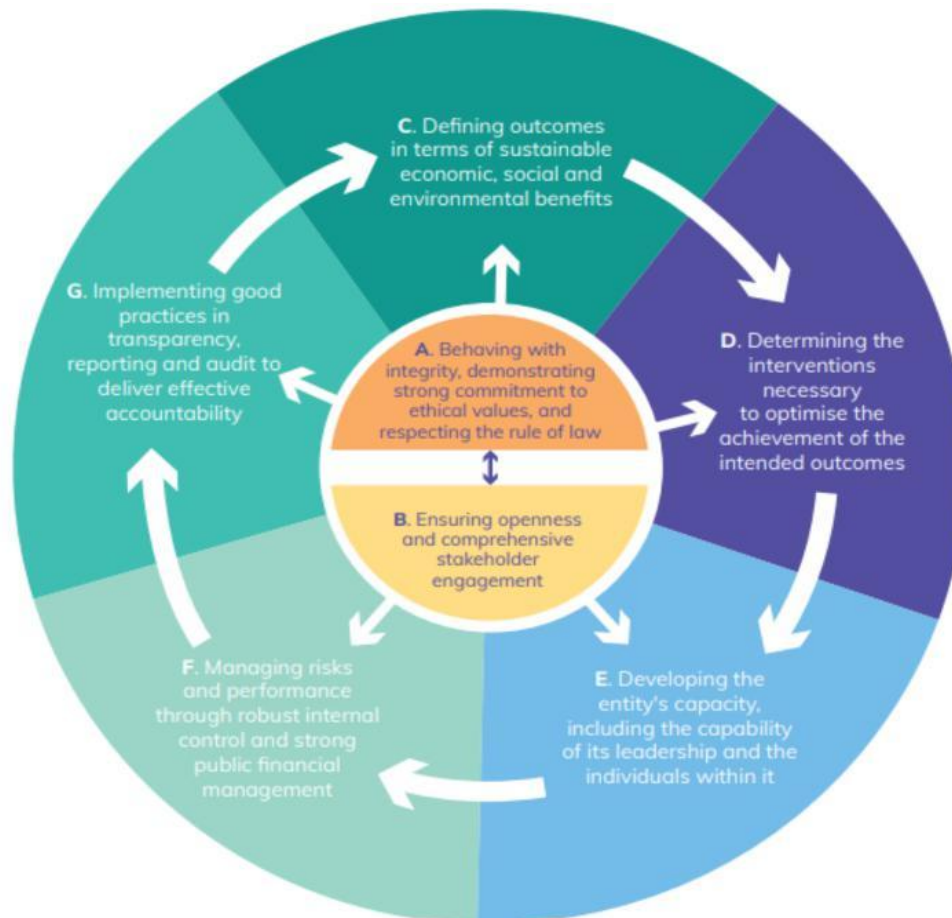 C. Defining outcomes
in terms of sustainable
economic, social and
environmental benefits
G. Implementing good
practices in
transparency,
reporting and audit to
deliver effective
accountability
A. Behaving with
integrity, demonstrating
strong commitment to
ethical values, and
respecting the rule of law
D. Determining the
interventions
necessary
to optimise the
achievement of the
intended outcomes
B. Ensuring openness
and comprehensive
stakeholder
engagement
F. Managing risks
and performance
through robust internal
control and strong
public financial
management
E. Developing the
entity's capacity,
including the capability
of its leadership and the
individuals within it